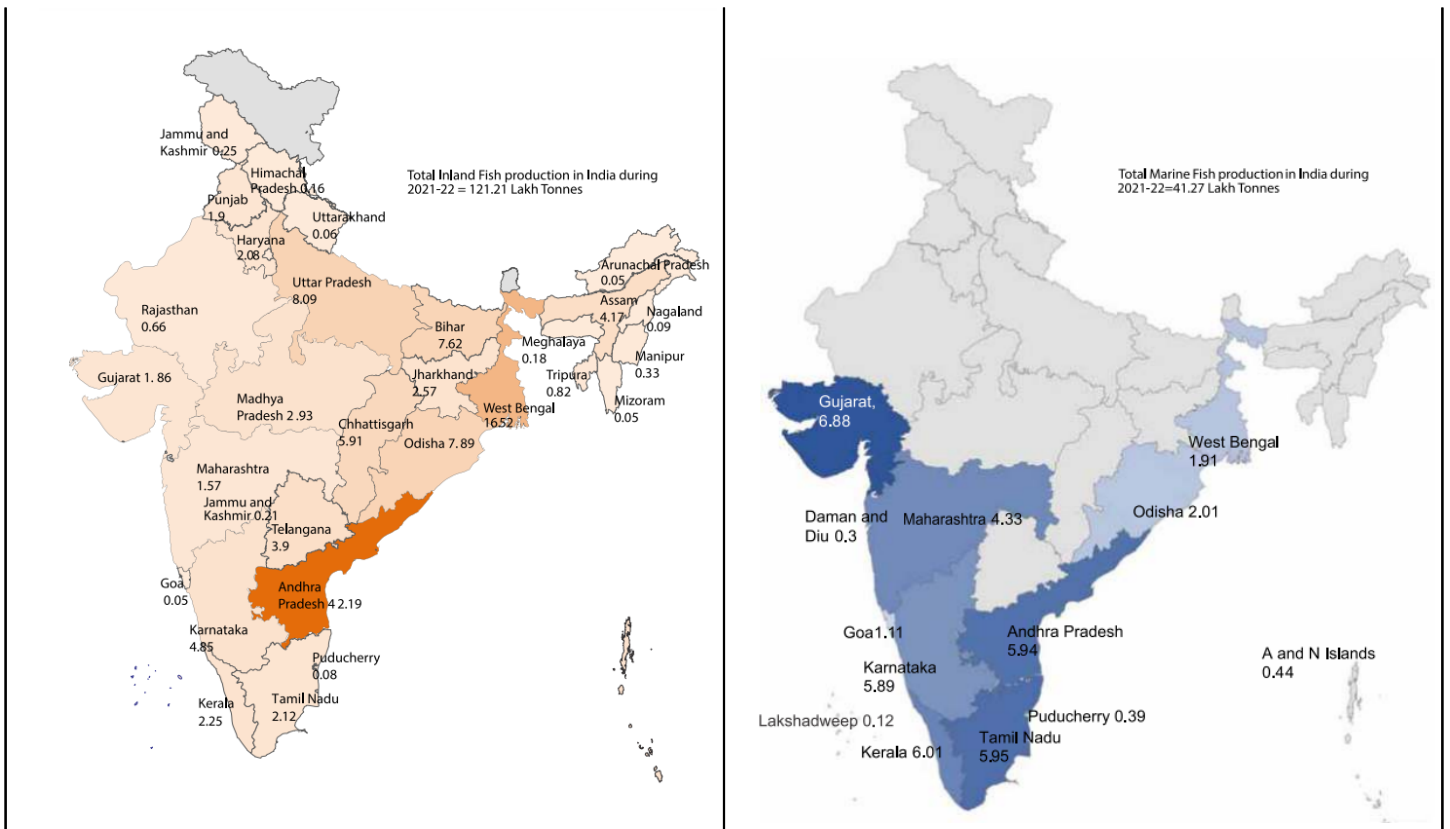 Jammu and
Kashmir 0.25
Himachal
Pradesh 0.16
Total Inland Fish production in India during
2021-22 = 121.21 Lakh Tonnes
Punjab
1.9
Uttarakhand
0.06
Haryana
2.08
Uttar Pradesh
8.09
Arunachal Pradesh
0.05
Rajasthan
0.66
Assam
4.17
Nagaland
0.09
Bihar
7.62
Meghalaya
0.18
Manipur
0.33
Gujarat 1. 86
Jharkhand
2.57
Tripura
0.82
Mizoram
0.05
Madhya
Pradesh 2.93
West Bengal
16.52
Chhattisgarh
5.91
Odisha 7.89
Maharashtra
1.57
Jammu and
Kashmir 0.21
Telangana
3.9
Goa
0.05
Andhra
Pradesh 4 2.19
Karnataka
4.85
Puducherry
0.08
Kerala
2.25
Tamil Nadu
2.12
Total Marine Fish production in India during
2021-22=41.27 Lakh Tonnes
Gujarat,
6.88
West Bengal
1.91
Daman and
Diu 0.3
Maharashtra 4.33
Odisha 2.01
Goa1.11
Andhra Pradesh
5.94
A and N Islands
0.44
Karnataka
5.89
Lakshadweep 0.12
Puducherry 0.39
Kerala 6.01
Tamil Nadu
5.95